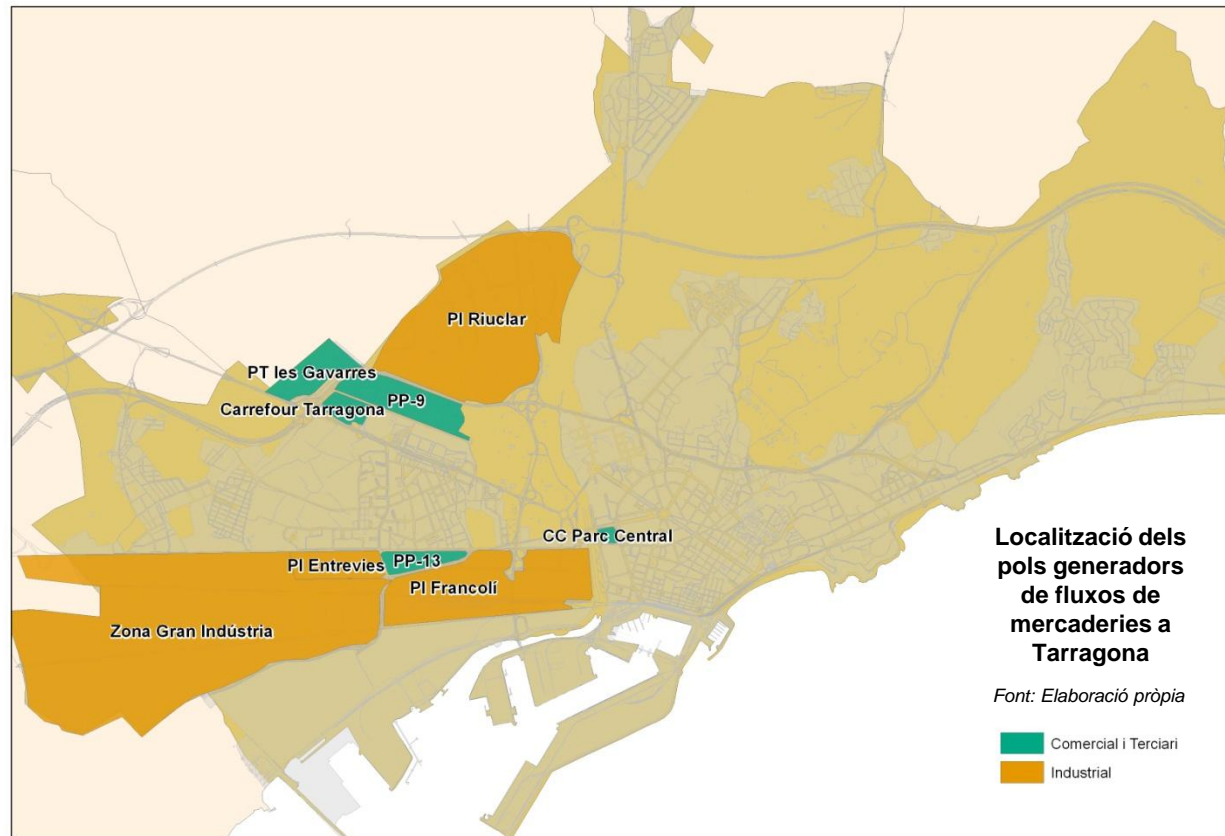 PI Riuclar
PT les Gavarres
PP-9
Carrefour Tarragona
CC Parc Central
PI Entrevies
PP-13
PI Francolí
Zona Gran Indústria
Localització dels
pols generadors
de fluxos de
mercaderies a
Tarragona
Font: Elaboració pròpia
Comercial i Terciari
Industrial